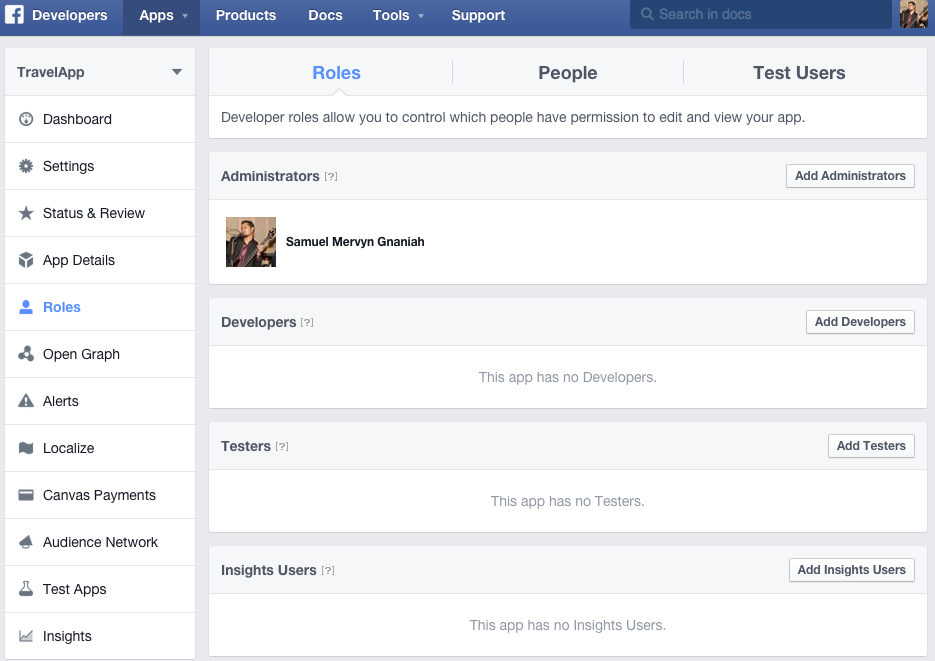 Developers
Apps
Products
Docs
Tools
Support
Search in docs
TravelApp
Dashboard
Settings
Status & Review
App Details
Roles
Open Graph
Alerts
Localize
Canvas Payments
Audience Network
Test Apps
Insights
Roles
People
Test Users
Developer roles allow you to control which people have permission to edit and view your app.
Administrators [?]
Add Administrators
Samuel Mervyn Gnaniah
Developers [?]
Add Developers
This app has no Developers.
Testers [?]
Add Testers
This app has no Testers.
Insights Users [?]
Add Insights Users
This app has no Insights Users.